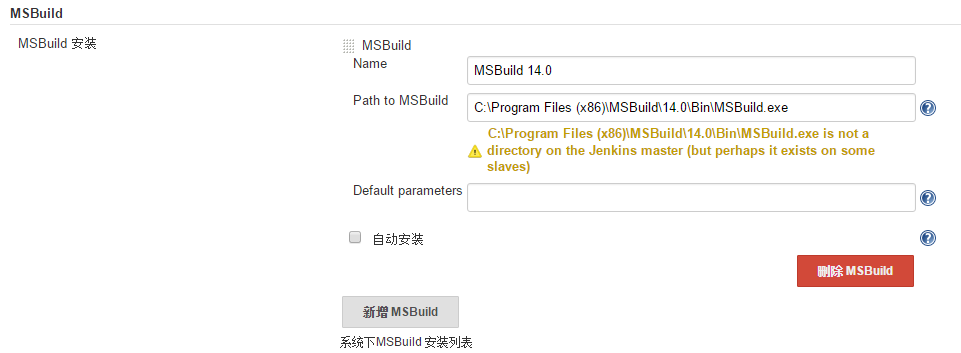 MSBuild
MSBuild 安装
MSBuild
Name
MSBuild 14.0
Path to MSBuild
C:\Program Files (x86)\MSBuild\14.0\Bin\MSBuild.exe
C:\Program Files (x86)\MSBuild\14.0\Bin\MSBuild.exe is not a
directory on the Jenkins master (but perhaps it exists on some
slaves)
Default parameters
自动安装
删除 MSBuild
新增 MSBuild
系统下MSBuild 安装列表